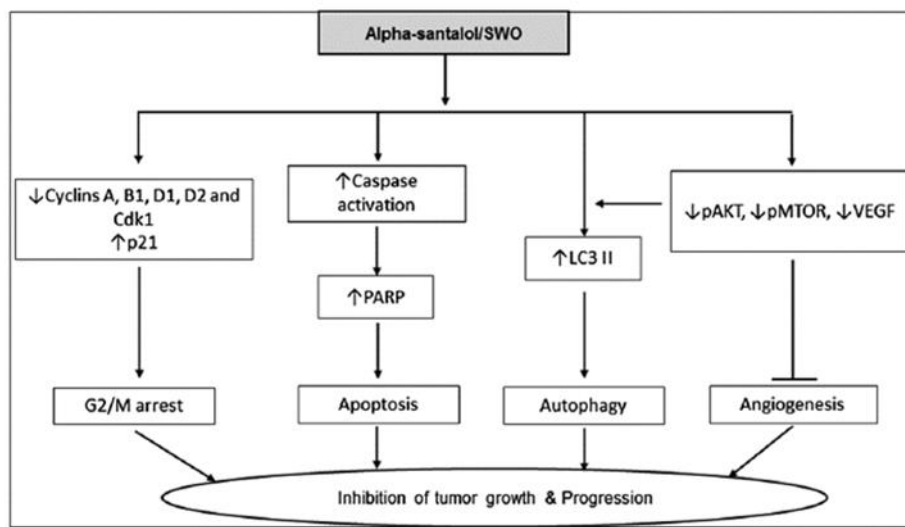 Alpha-santalol/SWO
↓Cyclins A, B1, D1, D2 and
Cdk1
↑p21
↑Caspase
activation
↓pAKT, ↓pMTOR, ↓VEGF
↑LC3 II
↑PARP
G2/M arrest
Apoptosis
Autophagy
Angiogenesis
Inhibition of tumor growth & Progression